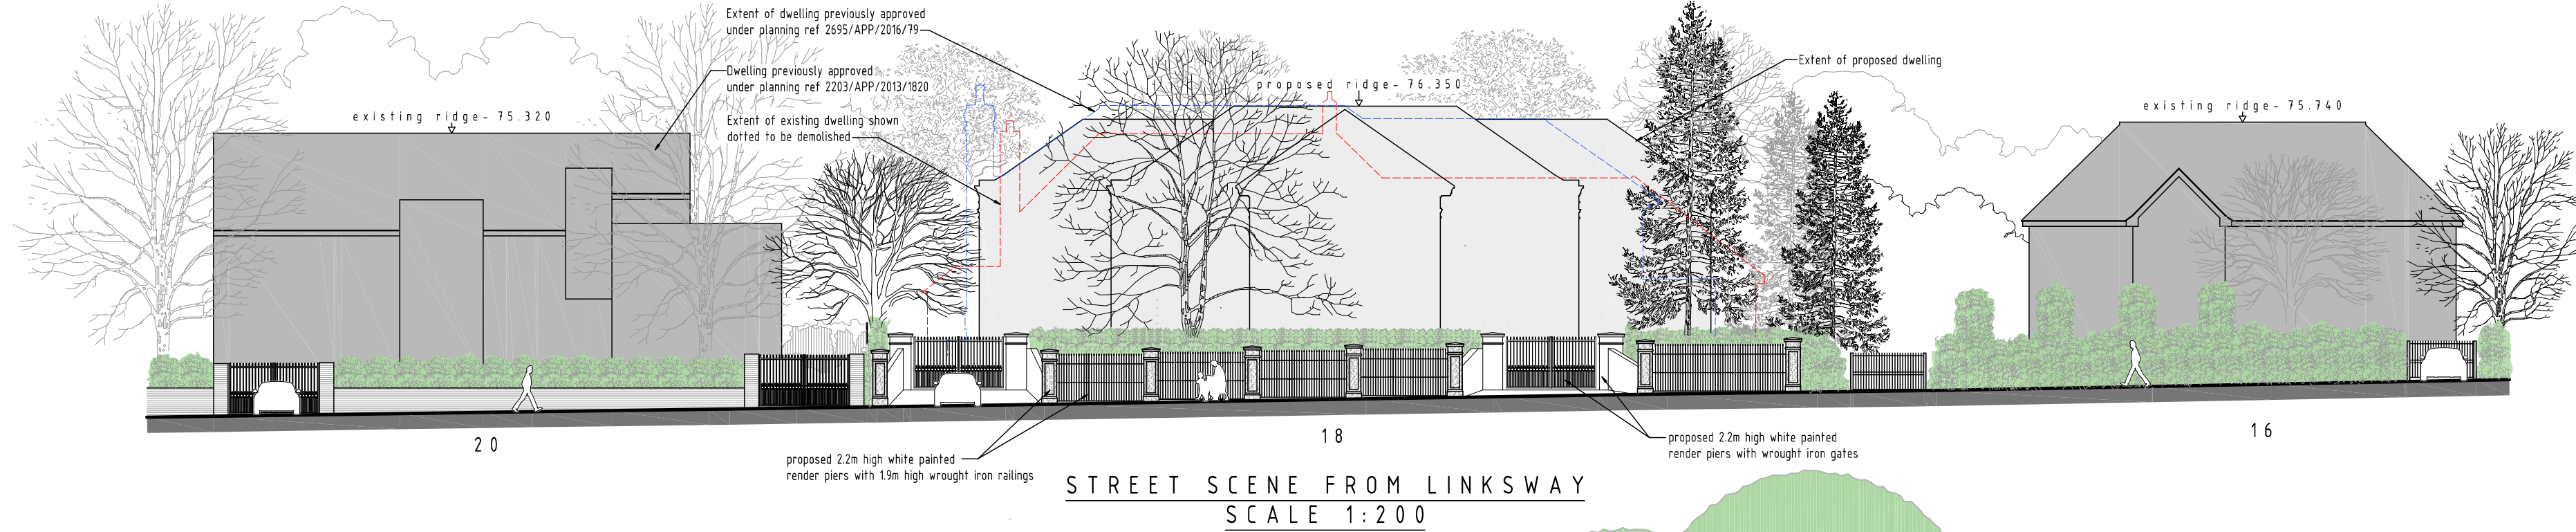 Extent of dwelling previously approved
under planning ref 2695/APP/2016/79
Dwelling previously approved
under planning ref 2203/APP/2013/1820
Extent of existing dwelling shown
dotted to be demolished
existing ridge- 75.320
proposed ridge- 76.350
Extent of proposed dwelling
existing ridge- 75.740
20
18
16
proposed 2.2m high white painted
render piers with 1.9m high wrought iron railings
proposed 2.2m high white painted
render piers with wrought iron gates
STREET SCENE FROM LINKSWAY
SCALE 1:200